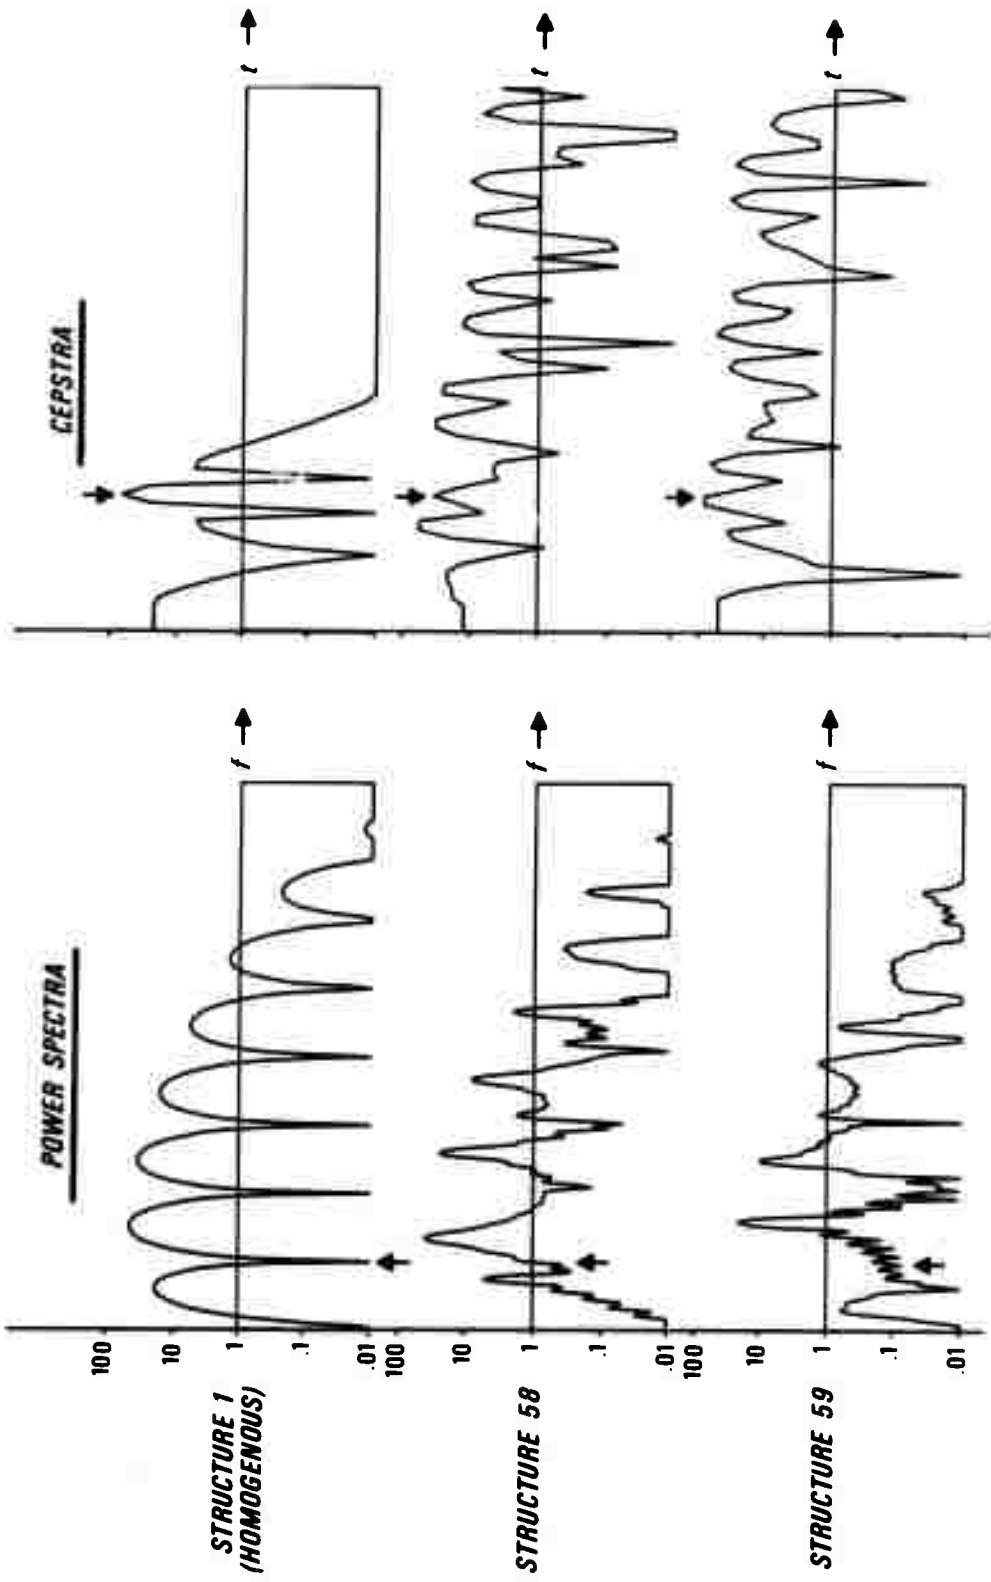 POWER SPECTRA
CEPSTRA
STRUCTURE 1
(HOMOGENOUS)
100
10
1
.1
.01
f
t
STRUCTURE 58
100
10
1
.1
.01
f
t
STRUCTURE 59
100
10
1
.1
.01
f
t